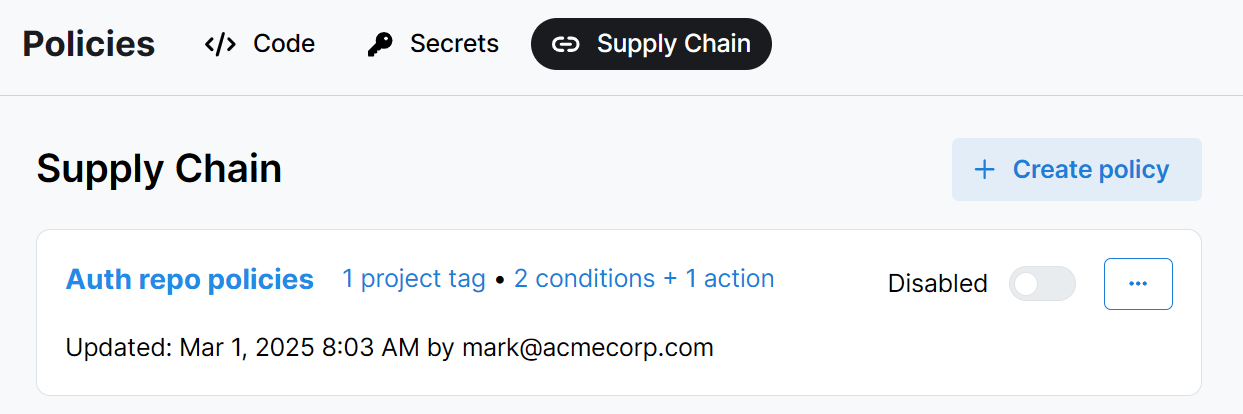 Policies </> Code Secrets Supply Chain
Supply Chain
+ Create policy
Auth repo policies 1 project tag • 2 conditions + 1 action Disabled ...
Updated: Mar 1, 2025 8:03 AM by mark@acmecorp.com